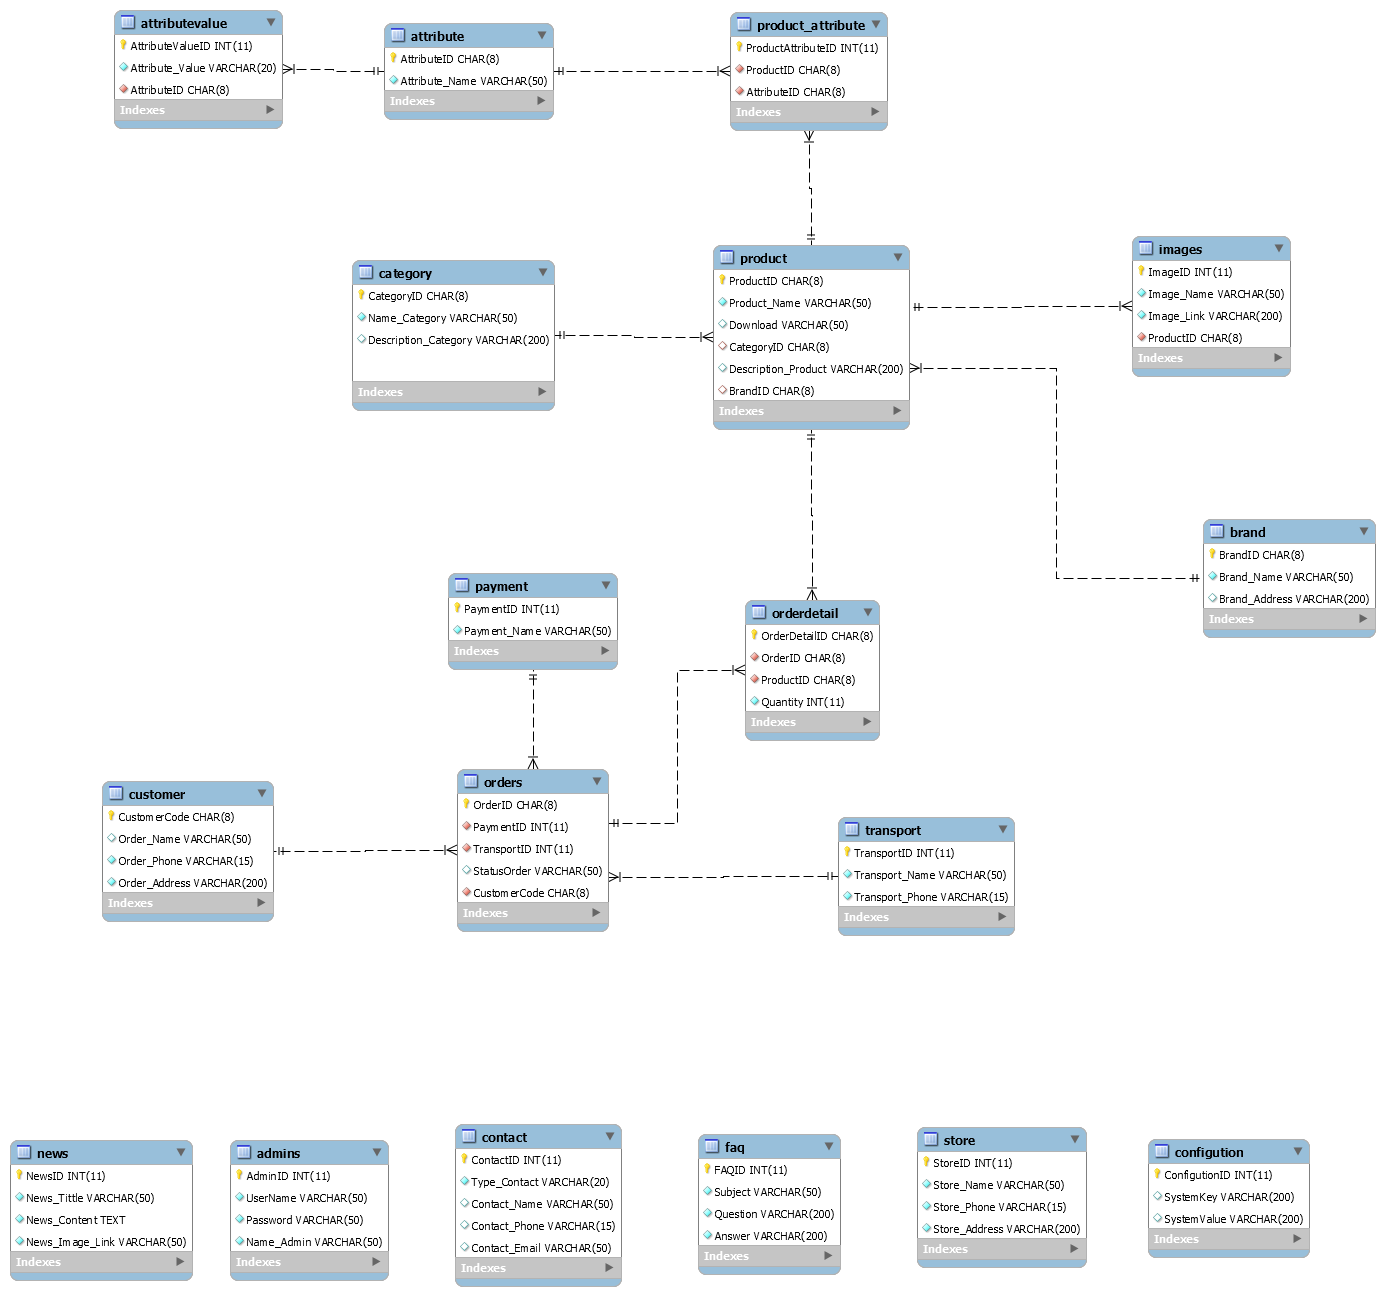 attributevalue
AttributeValueID INT(11)
Attribute_Value VARCHAR(20)
AttributeID CHAR(8)
Indexes
attribute
AttributeID CHAR(8)
Attribute_Name VARCHAR(50)
Indexes
product_attribute
ProductAttributeID INT(11)
ProductID CHAR(8)
AttributeID CHAR(8)
Indexes
category
CategoryID CHAR(8)
Name_Category VARCHAR(50)
Description_Category VARCHAR(200)
Indexes
product
ProductID CHAR(8)
Product_Name VARCHAR(50)
Download VARCHAR(50)
CategoryID CHAR(8)
Description_Product VARCHAR(200)
BrandID CHAR(8)
Indexes
images
ImageID INT(11)
Image_Name VARCHAR(50)
Image_Link VARCHAR(200)
ProductID CHAR(8)
Indexes
brand
BrandID CHAR(8)
Brand_Name VARCHAR(50)
Brand_Address VARCHAR(200)
Indexes
payment
PaymentID INT(11)
Payment_Name VARCHAR(50)
Indexes
orderdetail
OrderDetailID CHAR(8)
OrderID CHAR(8)
ProductID CHAR(8)
Quantity INT(11)
Indexes
customer
CustomerCode CHAR(8)
Order_Name VARCHAR(50)
Order_Phone VARCHAR(15)
Order_Address VARCHAR(200)
Indexes
orders
OrderID CHAR(8)
PaymentID INT(11)
TransportID INT(11)
StatusOrder VARCHAR(50)
CustomerCode CHAR(8)
Indexes
transport
TransportID INT(11)
Transport_Name VARCHAR(50)
Transport_Phone VARCHAR(15)
Indexes
news
NewsID INT(11)
News_Tittle VARCHAR(50)
News_Content TEXT
News_Image_Link VARCHAR(50)
Indexes
admins
AdminID INT(11)
UserName VARCHAR(50)
Password VARCHAR(50)
Name_Admin VARCHAR(50)
Indexes
contact
ContactID INT(11)
Type_Contact VARCHAR(20)
Contact_Name VARCHAR(50)
Contact_Phone VARCHAR(15)
Contact_Email VARCHAR(50)
Indexes
faq
FAQID INT(11)
Subject VARCHAR(50)
Question VARCHAR(200)
Answer VARCHAR(200)
Indexes
store
StoreID INT(11)
Store_Name VARCHAR(50)
Store_Phone VARCHAR(15)
Store_Address VARCHAR(200)
Indexes
configution
ConfigutionID INT(11)
SystemKey VARCHAR(200)
SystemValue VARCHAR(200)
Indexes